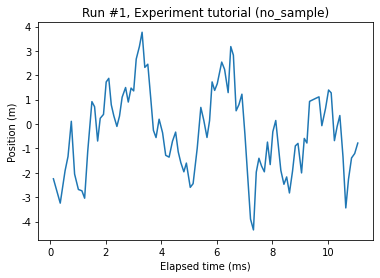 Run #1, Experiment tutorial (no_sample)
4
3
2
1
0
-1
-2
-3
-4
Position (m)
0 2 4 6 8 10
Elapsed time (ms)